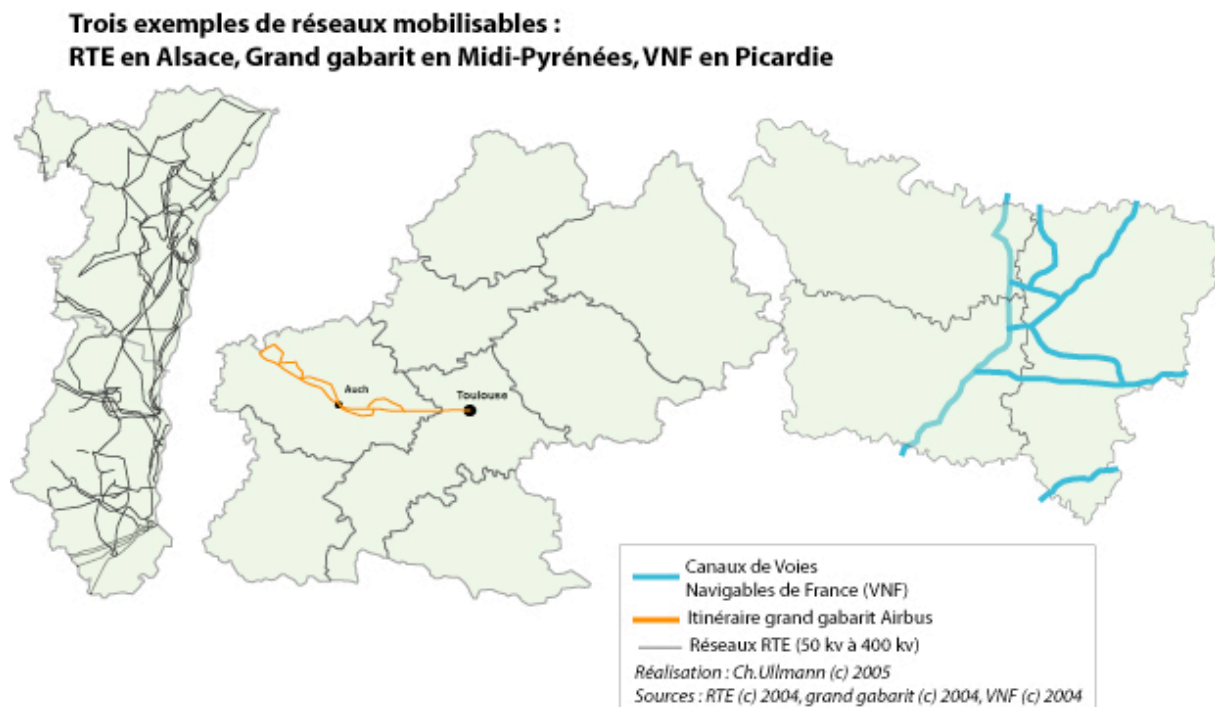 Trois exemples de réseaux mobilisables :
RTE en Alsace, Grand gabarit en Midi-Pyrénées, VNF en Picardie
Auch
Toulouse
Canaux de Voies
Navigables de France (VNF)
Itinéraire grand gabarit Airbus
Réseaux RTE (50 kv à 400 kv)
Réalisation : Ch.Ullmann (c) 2005
Sources : RTE (c) 2004, grand gabarit (c) 2004, VNF (c) 2004